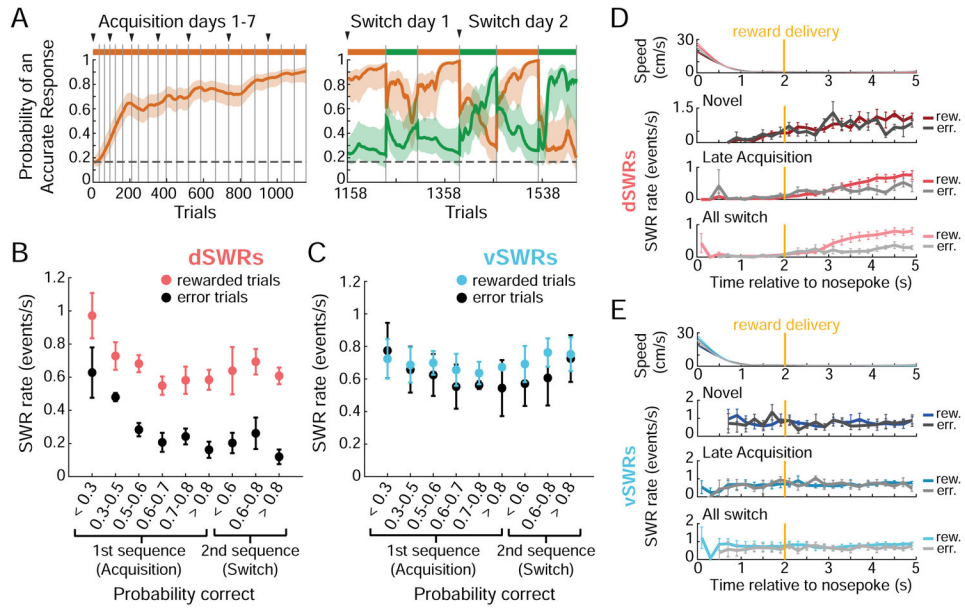 A
Acquisition days 1-7
Switch day 1
Switch day 2
Probability of an
Accurate Response
1
0.8
0.6
0.4
0.2
0
0
200
400
600
800
1000
Trials
1
0.8
0.6
0.4
0.2
0
1158
1358
1538
Trials
B
dSWRs
rewarded trials
error trials
SWR rate (events/s)
1.2
1
0.8
0.6
0.4
0.2
0
< 0.3
0.3-0.5
0.5-0.6
0.6-0.7
0.7-0.8
> 0.8
< 0.6
0.6-0.8
> 0.8
1st sequence
(Acquisition)
2nd sequence
(Switch)
Probability correct
C
vSWRs
rewarded trials
error trials
SWR rate (events/s)
1.2
1
0.8
0.6
0.4
0.2
0
< 0.3
0.3-0.5
0.5-0.6
0.6-0.7
0.7-0.8
> 0.8
< 0.6
0.6-0.8
> 0.8
1st sequence
(Acquisition)
2nd sequence
(Switch)
Probability correct
D
reward delivery
Speed
(cm/s)
30
0
0
1
2
3
4
5
Novel
1.5
0
rew.
err.
dSWRs
SWR rate (events/s)
Late Acquisition
1
0
rew.
err.
All switch
1
0
rew.
err.
0
1
2
3
4
5
Time relative to nosepoke (s)
E
reward delivery
Speed
(cm/s)
30
0
0
1
2
3
4
5
Novel
2
1
0
rew.
err.
vSWRs
SWR rate (events/s)
Late Acquisition
2
1
0
rew.
err.
All switch
2
1
0
rew.
err.
0
1
2
3
4
5
Time relative to nosepoke (s)